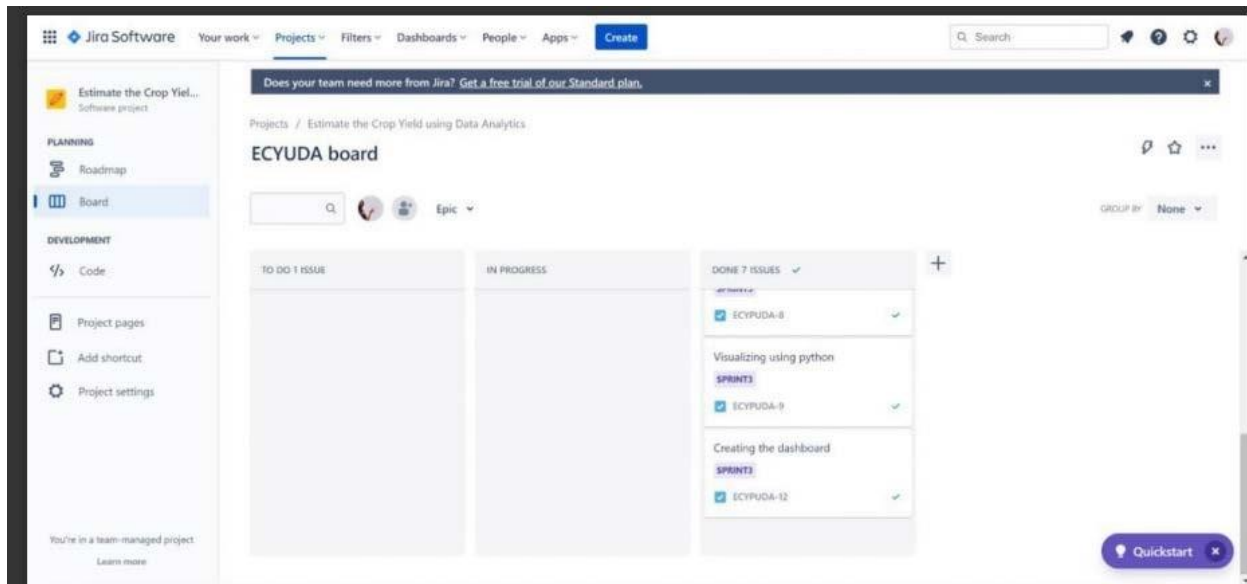 Jira Software Your work Projects Filters Dashboards People Apps Create Search
Does your team need more from Jira? Get a free trial of our Standard plan.
Estimate the Crop Yiel...
Software project
Projects / Estimate the Crop Yield using Data Analytics
PLANNING
ECYUDA board
Roadmap
Board
Epic
GROUP BY None
DEVELOPMENT
Code
TO DO 1 ISSUE
IN PROGRESS
DONE 7 ISSUES
SPRINT3
ECYPUDA-8
Project pages
Add shortcut
Project settings
Visualizing using python
SPRINT3
ECYPUDA-9
Creating the dashboard
SPRINT3
ECYPUDA-12
You're in a team-managed project
Learn more
Quickstart